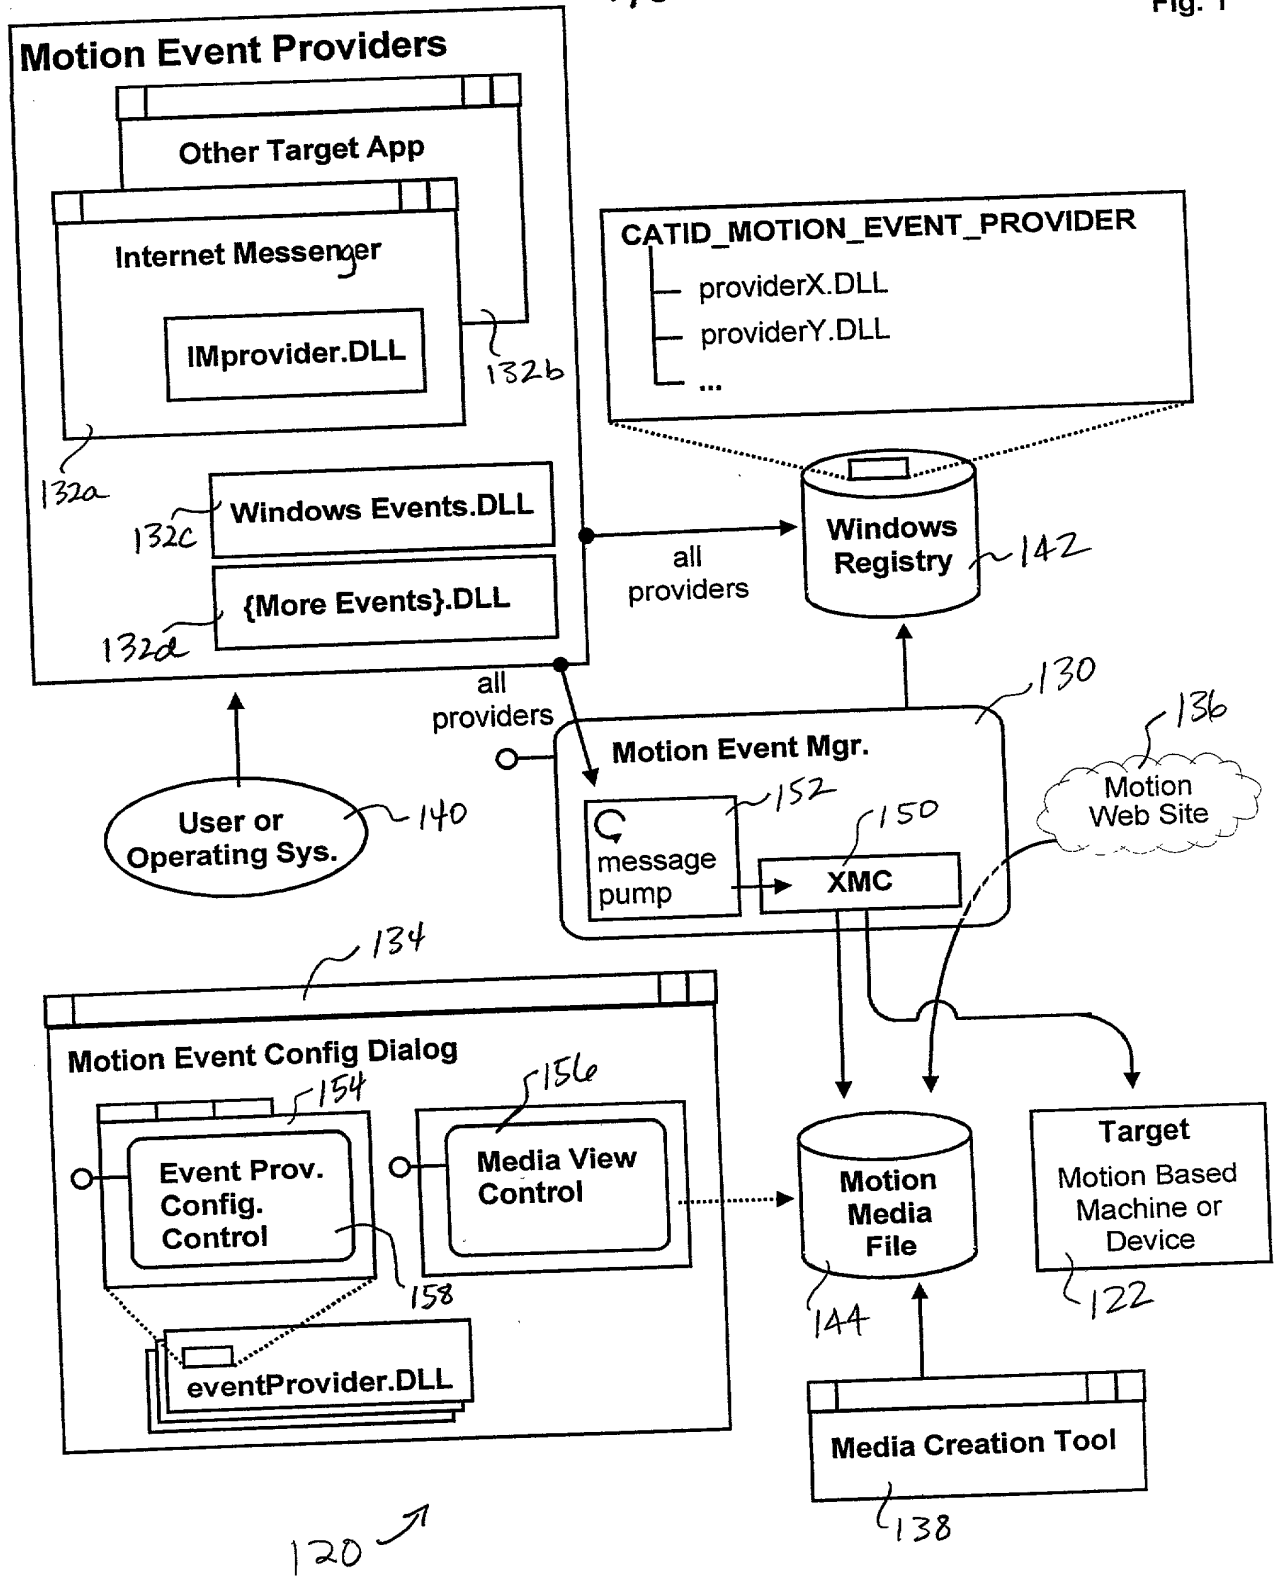 Fig. 1
Motion Event Providers
Other Target App
Internet Messenger
IMprovider.DLL
132b
132a
Windows Events.DLL
132c
{More Events}.DLL
132d
CATID_MOTION_EVENT_PROVIDER
providerX.DLL
providerY.DLL
...
Windows
Registry
142
all
providers
all
providers
User or
Operating Sys.
140
130
Motion Event Mgr.
152
message
pump
150
XMC
136
Motion
Web Site
134
Motion Event Config Dialog
154
Event Prov.
Config.
Control
158
156
Media View
Control
eventProvider.DLL
Motion
Media
File
144
Target
Motion Based
Machine or
Device
122
Media Creation Tool
138
120